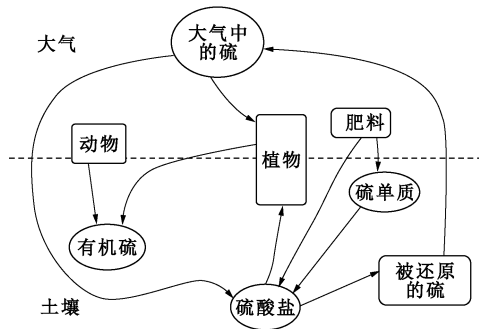 大气
大气中
的硫
动物
植物
肥料
硫单质
有机硫
土壤
硫酸盐
被还原
的硫